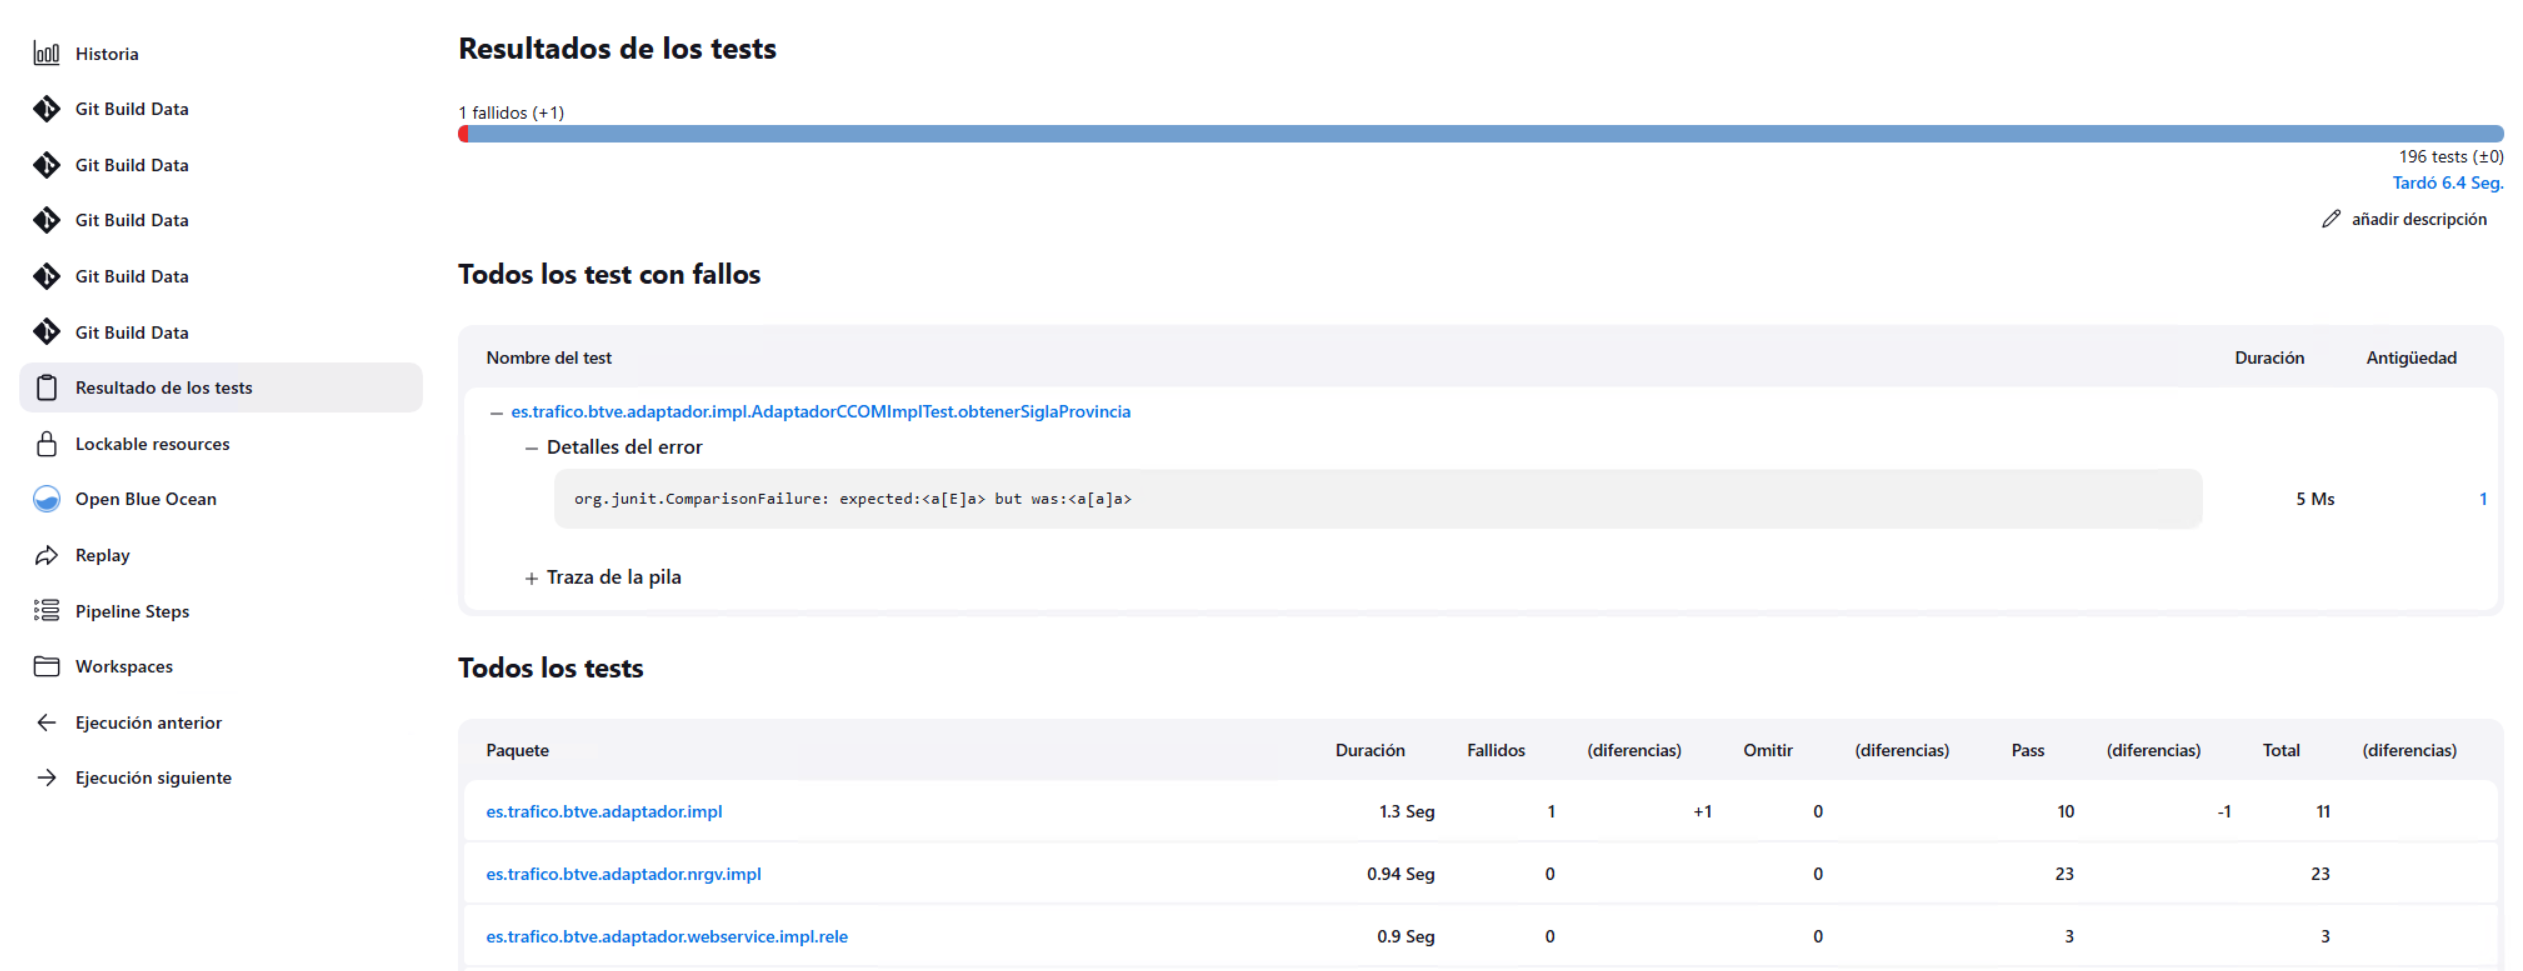 Historia
Git Build Data
Git Build Data
Git Build Data
Git Build Data
Git Build Data
Resultado de los tests
Lockable resources
Open Blue Ocean
Replay
Pipeline Steps
Workspaces
Ejecución anterior
Ejecución siguiente
Resultados de los tests
1 fallidos (+1)
196 tests (±0)
Tardó 6.4 Seg.
añadir descripción
Todos los test con fallos
Nombre del test Duración Antigüedad
es.trafico.btve.adaptador.impl.AdaptadorCCOMImplTest.obtenerSiglaProvincia
Detalles del error
org.junit.ComparisonFailure: expected:<a[E]a> but was:<a[a]a> 5 Ms 1
Traza de la pila
Todos los tests
Paquete Duración Fallidos (diferencias) Omitir (diferencias) Pass (diferencias) Total (diferencias)
es.trafico.btve.adaptador.impl 1.3 Seg 1 +1 0 10 -1 11
es.trafico.btve.adaptador.nrgv.impl 0.94 Seg 0 0 23 23
es.trafico.btve.adaptador.webservice.impl.rele 0.9 Seg 0 0 3 3